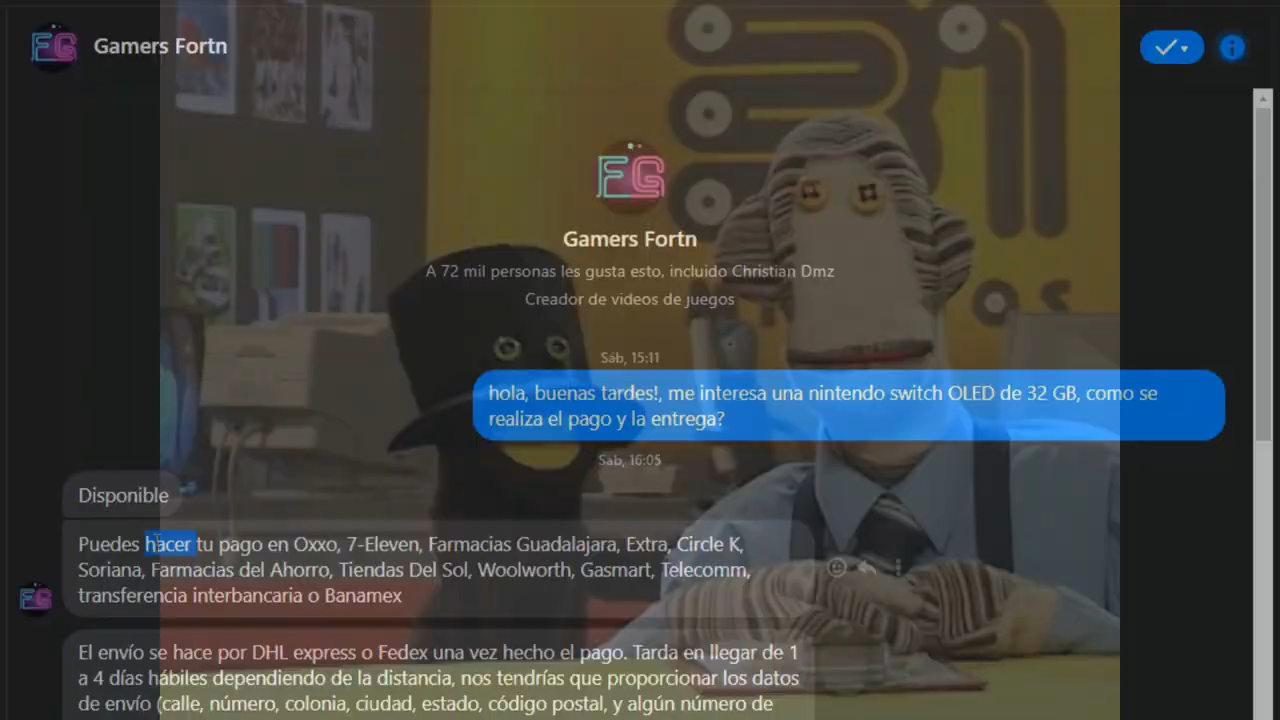 FG
Gamers Fortn
FG
Gamers Fortn
A 72 mil personas les gusta esto, incluido Christian Dmz
Creador de videos de juegos
Sáb, 15:11
hola, buenas tardes!, me interesa una nintendo switch OLED de 32 GB, como se
realiza el pago y la entrega?
Sáb, 16:05
Disponible
Puedes hacer tu pago en Oxxo, 7-Eleven, Farmacias Guadalajara, Extra, Circle K,
Soriana, Farmacias del Ahorro, Tiendas Del Sol, Woolworth, Gasmart, Telecomm,
transferencia interbancaria o Banamex
FG
El envío se hace por DHL express o Fedex una vez hecho el pago. Tarda en llegar de 1
a 4 días hábiles dependiendo de la distancia, nos tendrías que proporcionar los datos
de envío (calle, número, colonia, ciudad, estado, código postal, y algún número de